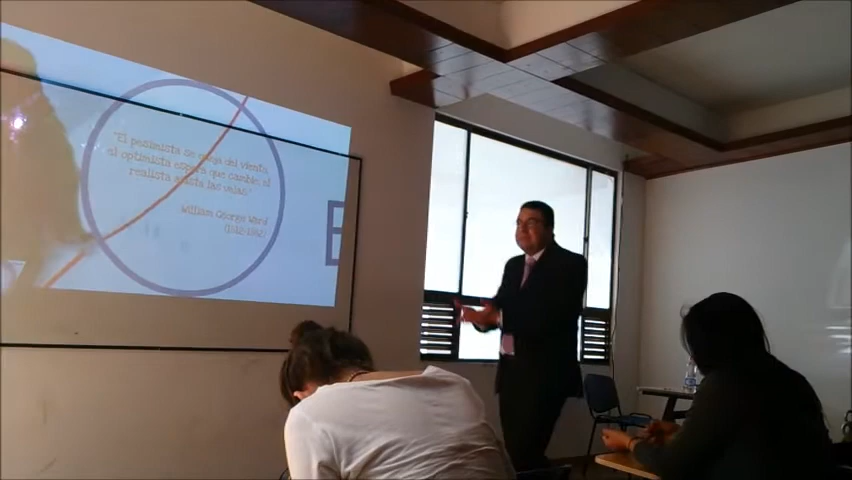 "El pesimista se queja del viento,
el optimista espera que cambie, el
realista ajusta las velas."
William George Ward
(1812-1882)
E